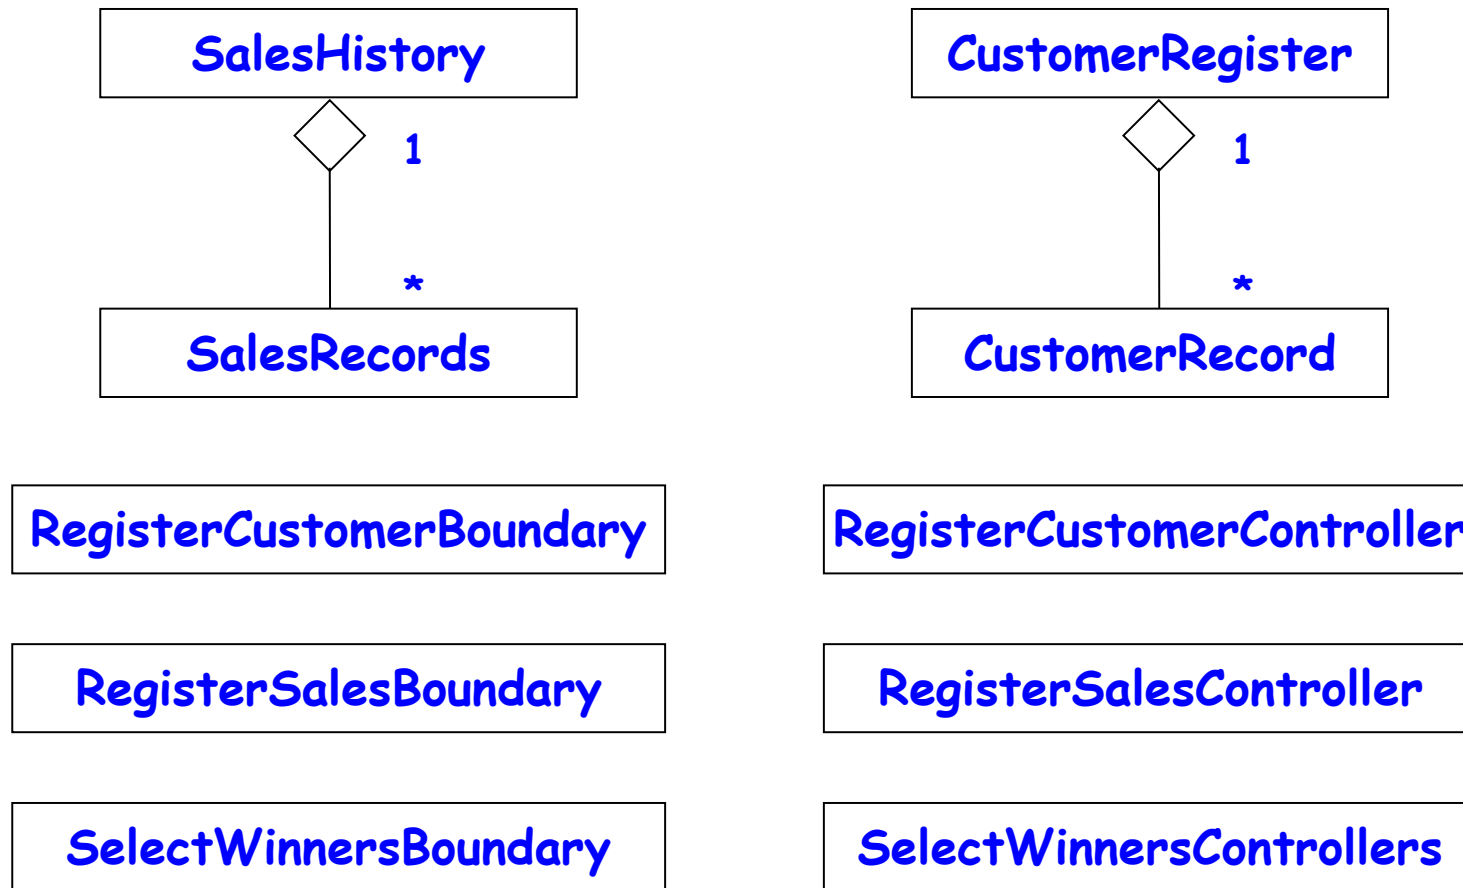 SalesHistory
CustomerRegister
1
1
*
*
SalesRecords
CustomerRecord
RegisterCustomerBoundary
RegisterCustomerController
RegisterSalesBoundary
RegisterSalesController
SelectWinnersBoundary
SelectWinnersControllers